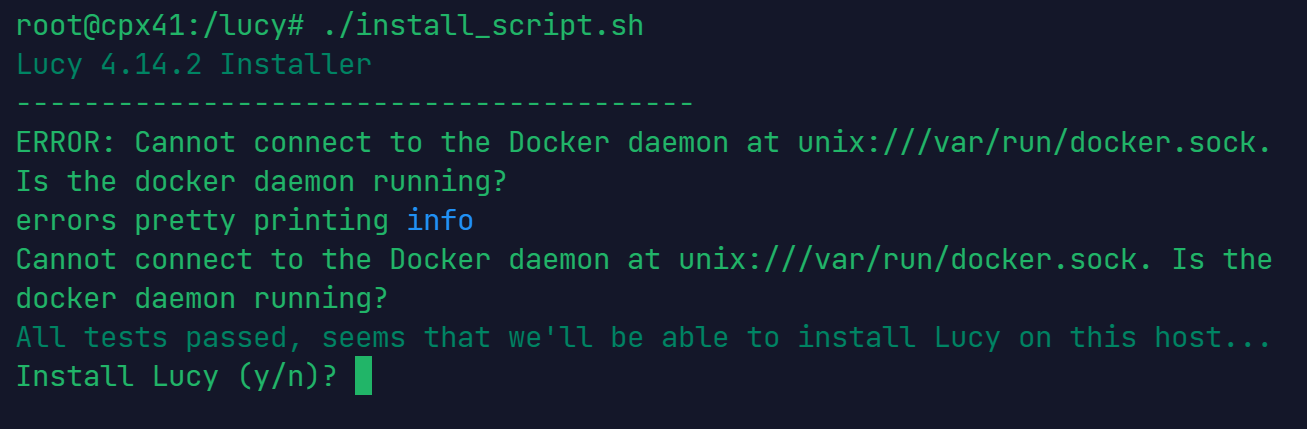 root@cpx41:/lucy# ./install_script.sh
Lucy 4.14.2 Installer
----------------------------------------
ERROR: Cannot connect to the Docker daemon at unix:///var/run/docker.sock.
Is the docker daemon running?
errors pretty printing info
Cannot connect to the Docker daemon at unix:///var/run/docker.sock. Is the
docker daemon running?
All tests passed, seems that we'll be able to install Lucy on this host...
Install Lucy (y/n)?